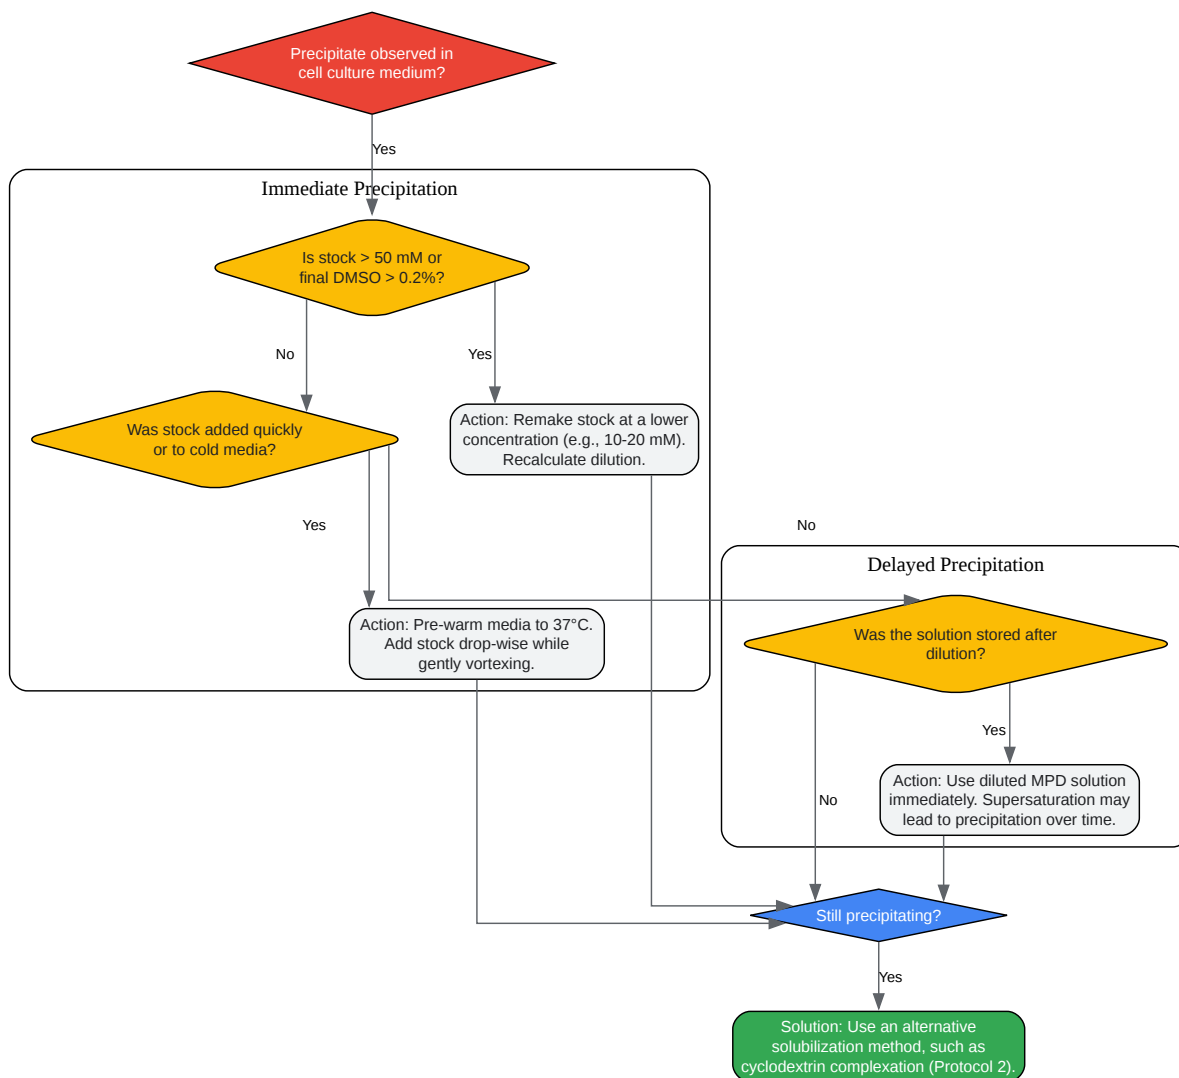 Precipitate observed in
cell culture medium?
Yes
Immediate Precipitation
Is stock > 50 mM or
final DMSO > 0.2%?
No
Yes
Action: Remake stock at a lower
concentration (e.g., 10-20 mM).
Recalculate dilution.
Was stock added quickly
or to cold media?
Yes
No
Action: Pre-warm media to 37°C.
Add stock drop-wise while
gently vortexing.
Delayed Precipitation
Was the solution stored after
dilution?
Yes
No
Action: Use diluted MPD solution
immediately. Supersaturation may
lead to precipitation over time.
Still precipitating?
Yes
Solution: Use an alternative
solubilization method, such as
cyclodextrin complexation (Protocol 2).